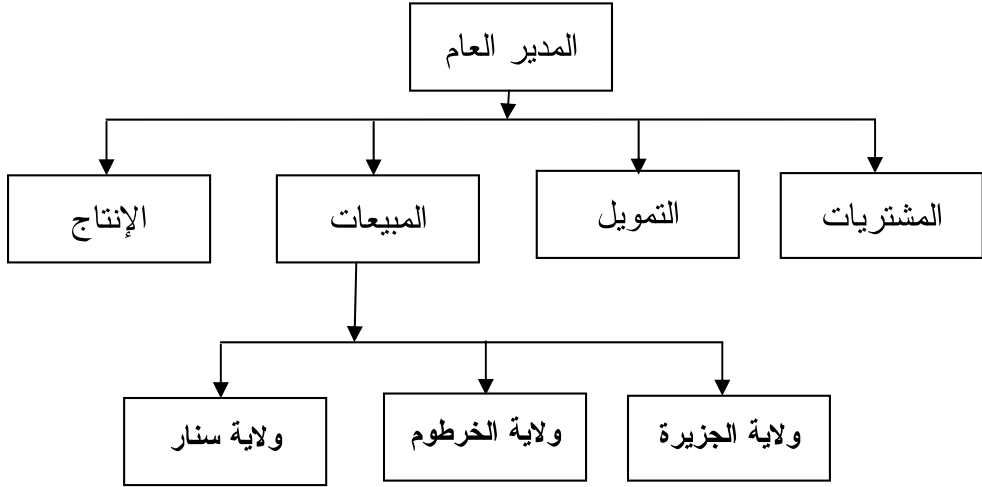 المدير العام
المشتريات
التمويل
المبيعات
الإنتاج
ولاية الجزيرة
ولاية الخرطوم
ولاية سنار